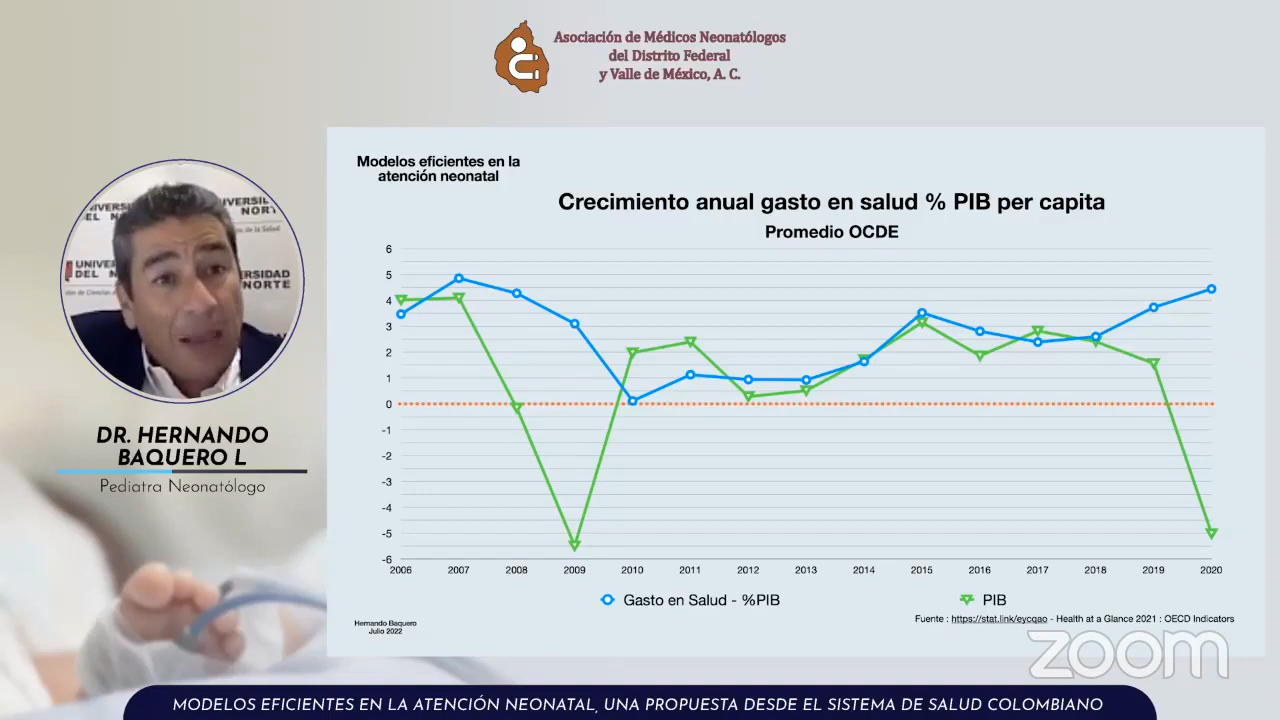 Asociación de Médicos Neonatólogos
del Distrito Federal
y Valle de México, A. C.
Modelos eficientes en la
atención neonatal
Crecimiento anual gasto en salud % PIB per capita
Promedio OCDE
6
5
4
3
2
1
0
-1
-2
-3
-4
-5
-6
2006 2007 2008 2009 2010 2011 2012 2013 2014 2015 2016 2017 2018 2019 2020
Gasto en Salud - %PIB PIB
Hernando Baquero
Julio 2022
Fuente : https://stat.link/eycqao - Health at a Glance 2021 : OECD Indicators
DR. HERNANDO
BAQUERO L
Pediatra Neonatólogo
zoom
MODELOS EFICIENTES EN LA ATENCIÓN NEONATAL, UNA PROPUESTA DESDE EL SISTEMA DE SALUD COLOMBIANO